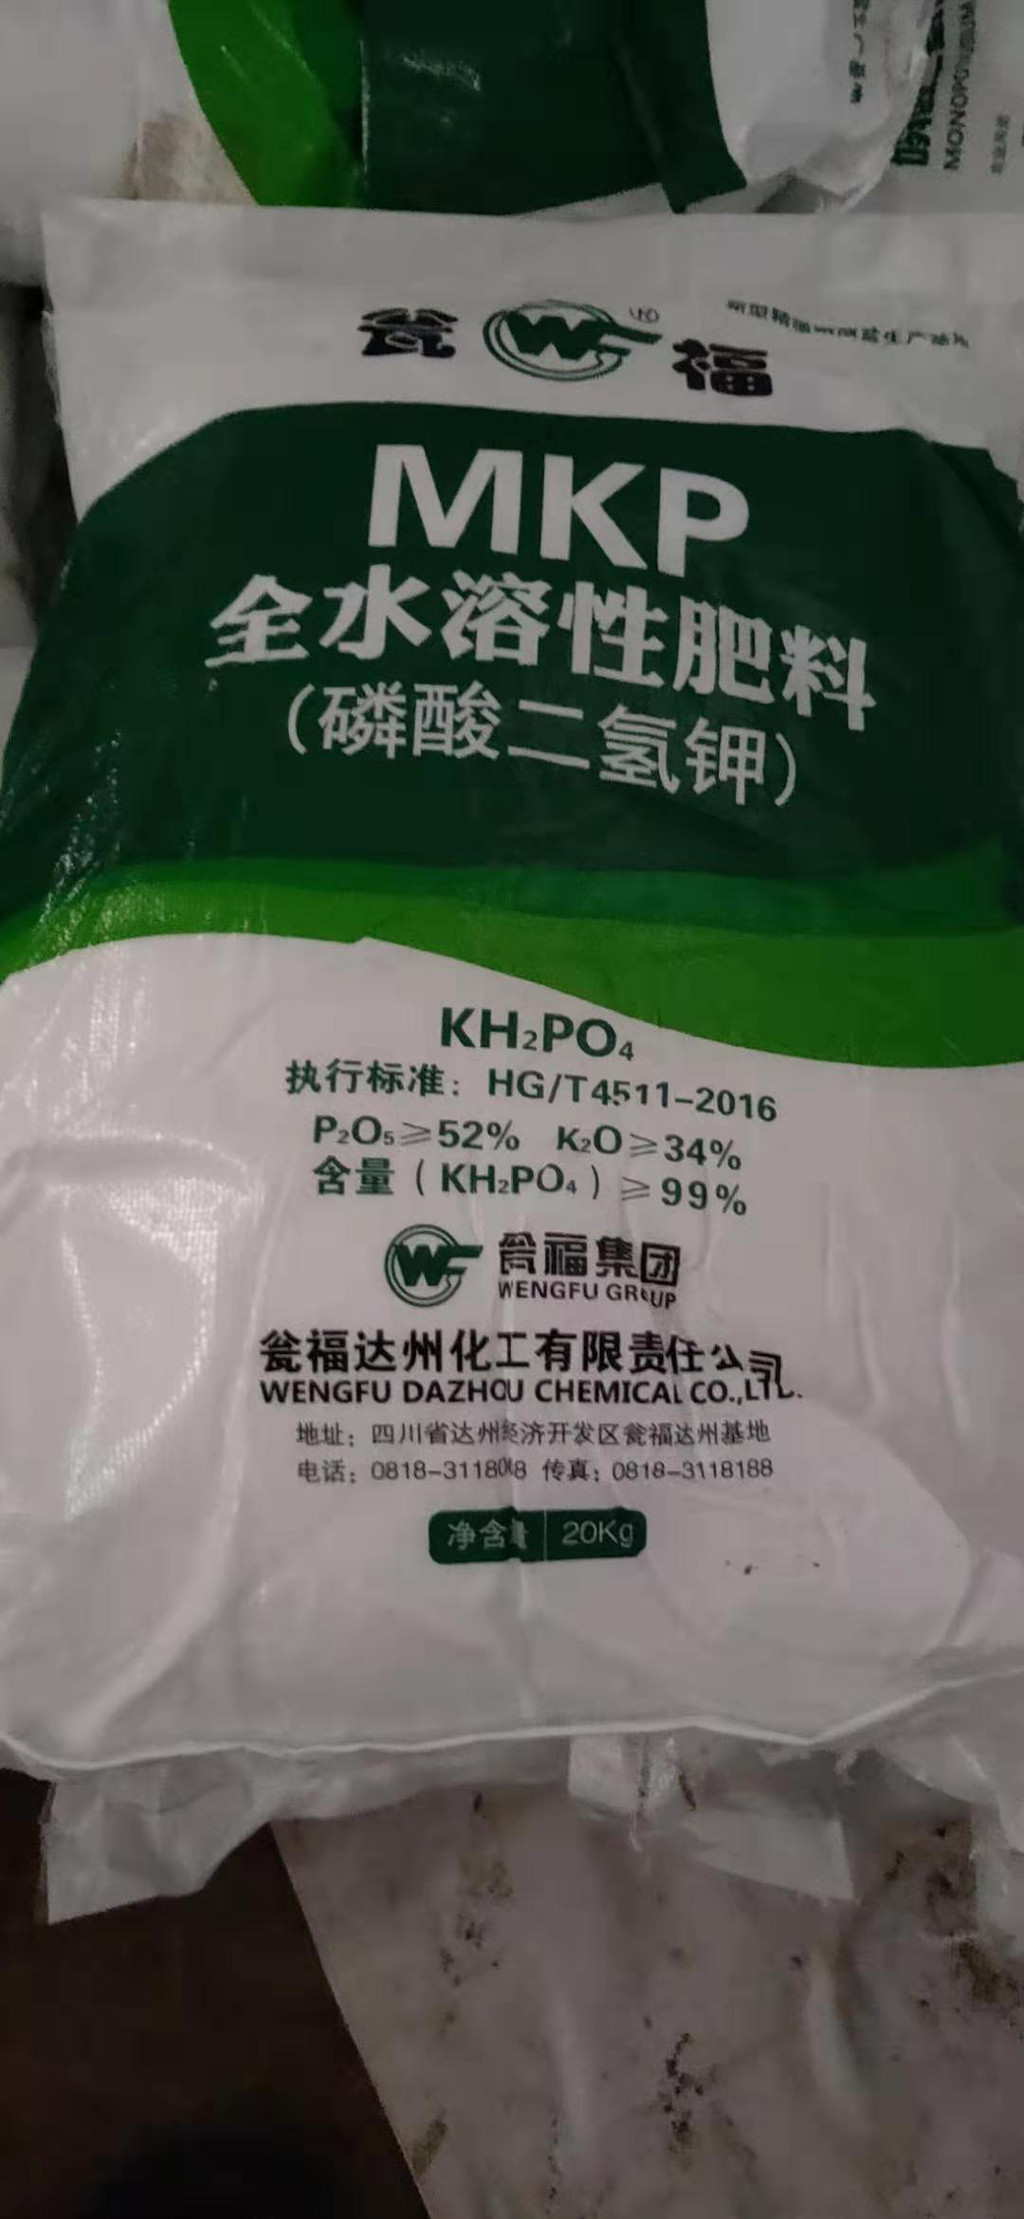 MONOPOTASSIUM
瓮 WF® 福
MKP
全水溶性肥料
（磷酸二氢钾）
KH₂PO₄
执行标准：HG/T4511-2016
P₂O₅≥52% K₂O≥34%
含量（KH₂PO₄）≥99%
WF 瓮福集团
WENGFU GROUP
瓮福达州化工有限责任公司
WENGFU DAZHOU CHEMICAL CO.,LTD.
地址：四川省达州经济开发区瓮福达州基地
传真：0818-3118188
净含量 20Kg